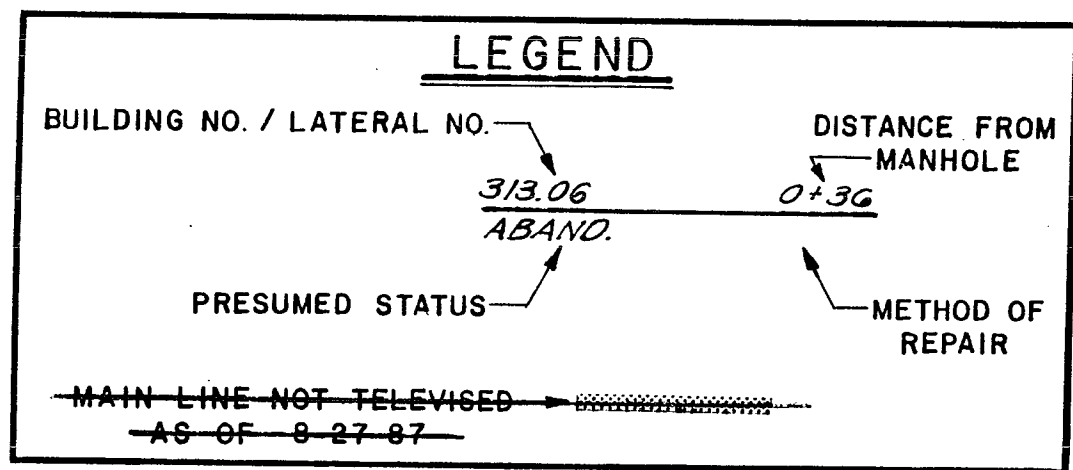 LEGEND
BUILDING NO. / LATERAL NO.
DISTANCE FROM
MANHOLE
313.06 0+36
ABAND.
PRESUMED STATUS
METHOD OF
REPAIR
MAIN LINE NOT TELEVISED
AS OF 8-27-87